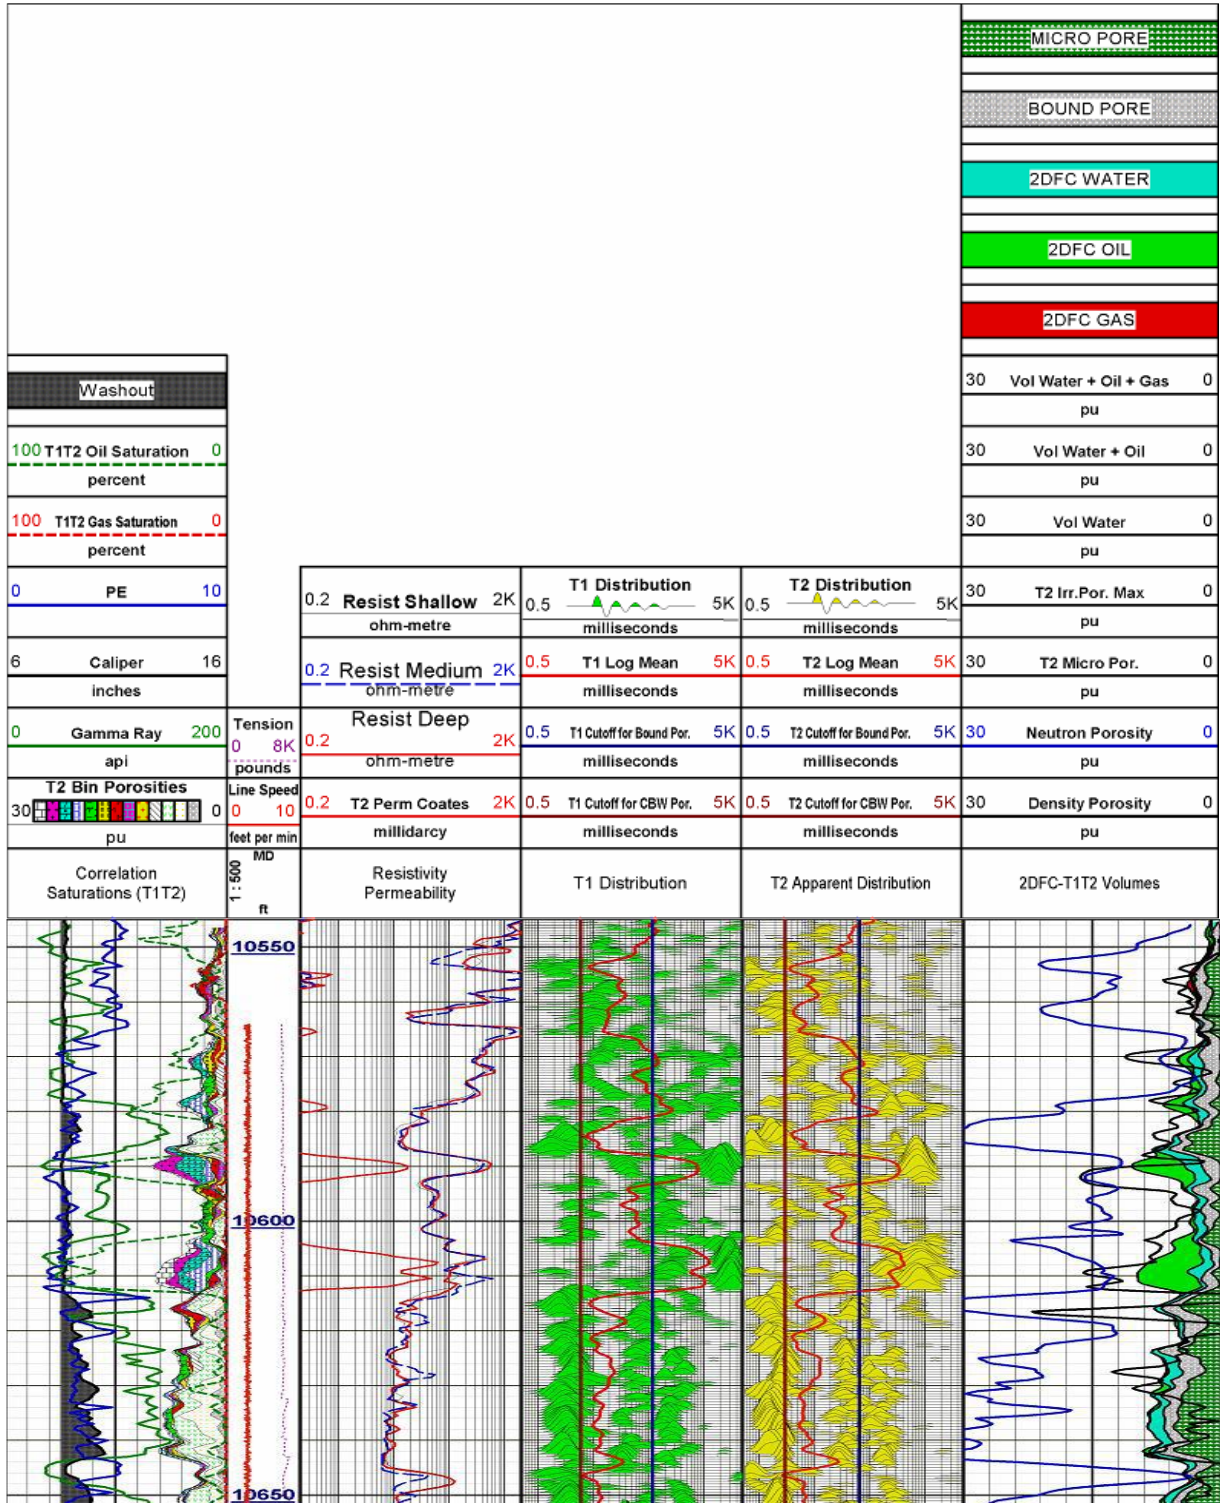 MICRO PORE
BOUND PORE
2DFC WATER
2DFC OIL
2DFC GAS
30 Vol Water + Oil + Gas 0
pu
30 Vol Water + Oil 0
pu
30 Vol Water 0
pu
30 T2 Irr.Por. Max 0
pu
30 T2 Micro Por. 0
pu
30 Neutron Porosity 0
pu
30 Density Porosity 0
pu
2DFC-T1T2 Volumes
Washout
100 T1T2 Oil Saturation 0
percent
100 T1T2 Gas Saturation 0
percent
0 PE 10
6 Caliper 16
inches
0 Gamma Ray 200
api
T2 Bin Porosities
30 0
pu
Correlation
Saturations (T1T2)
Tension
0 8K
pounds
Line Speed
0 10
feet per min
MD
1 : 500
ft
0.2 Resist Shallow 2K
ohm-metre
0.2 Resist Medium 2K
ohm-metre
Resist Deep
0.2 2K
ohm-metre
0.2 T2 Perm Coates 2K
millidarcy
Resistivity
Permeability
T1 Distribution
0.5 5K
milliseconds
0.5 T1 Log Mean 5K
milliseconds
0.5 T1 Cutoff for Bound Por. 5K
milliseconds
0.5 T1 Cutoff for CBW Por. 5K
milliseconds
T1 Distribution
T2 Distribution
0.5 5K
milliseconds
0.5 T2 Log Mean 5K
milliseconds
0.5 T2 Cutoff for Bound Por. 5K
milliseconds
0.5 T2 Cutoff for CBW Por. 5K
milliseconds
T2 Apparent Distribution
10550
10600
10650